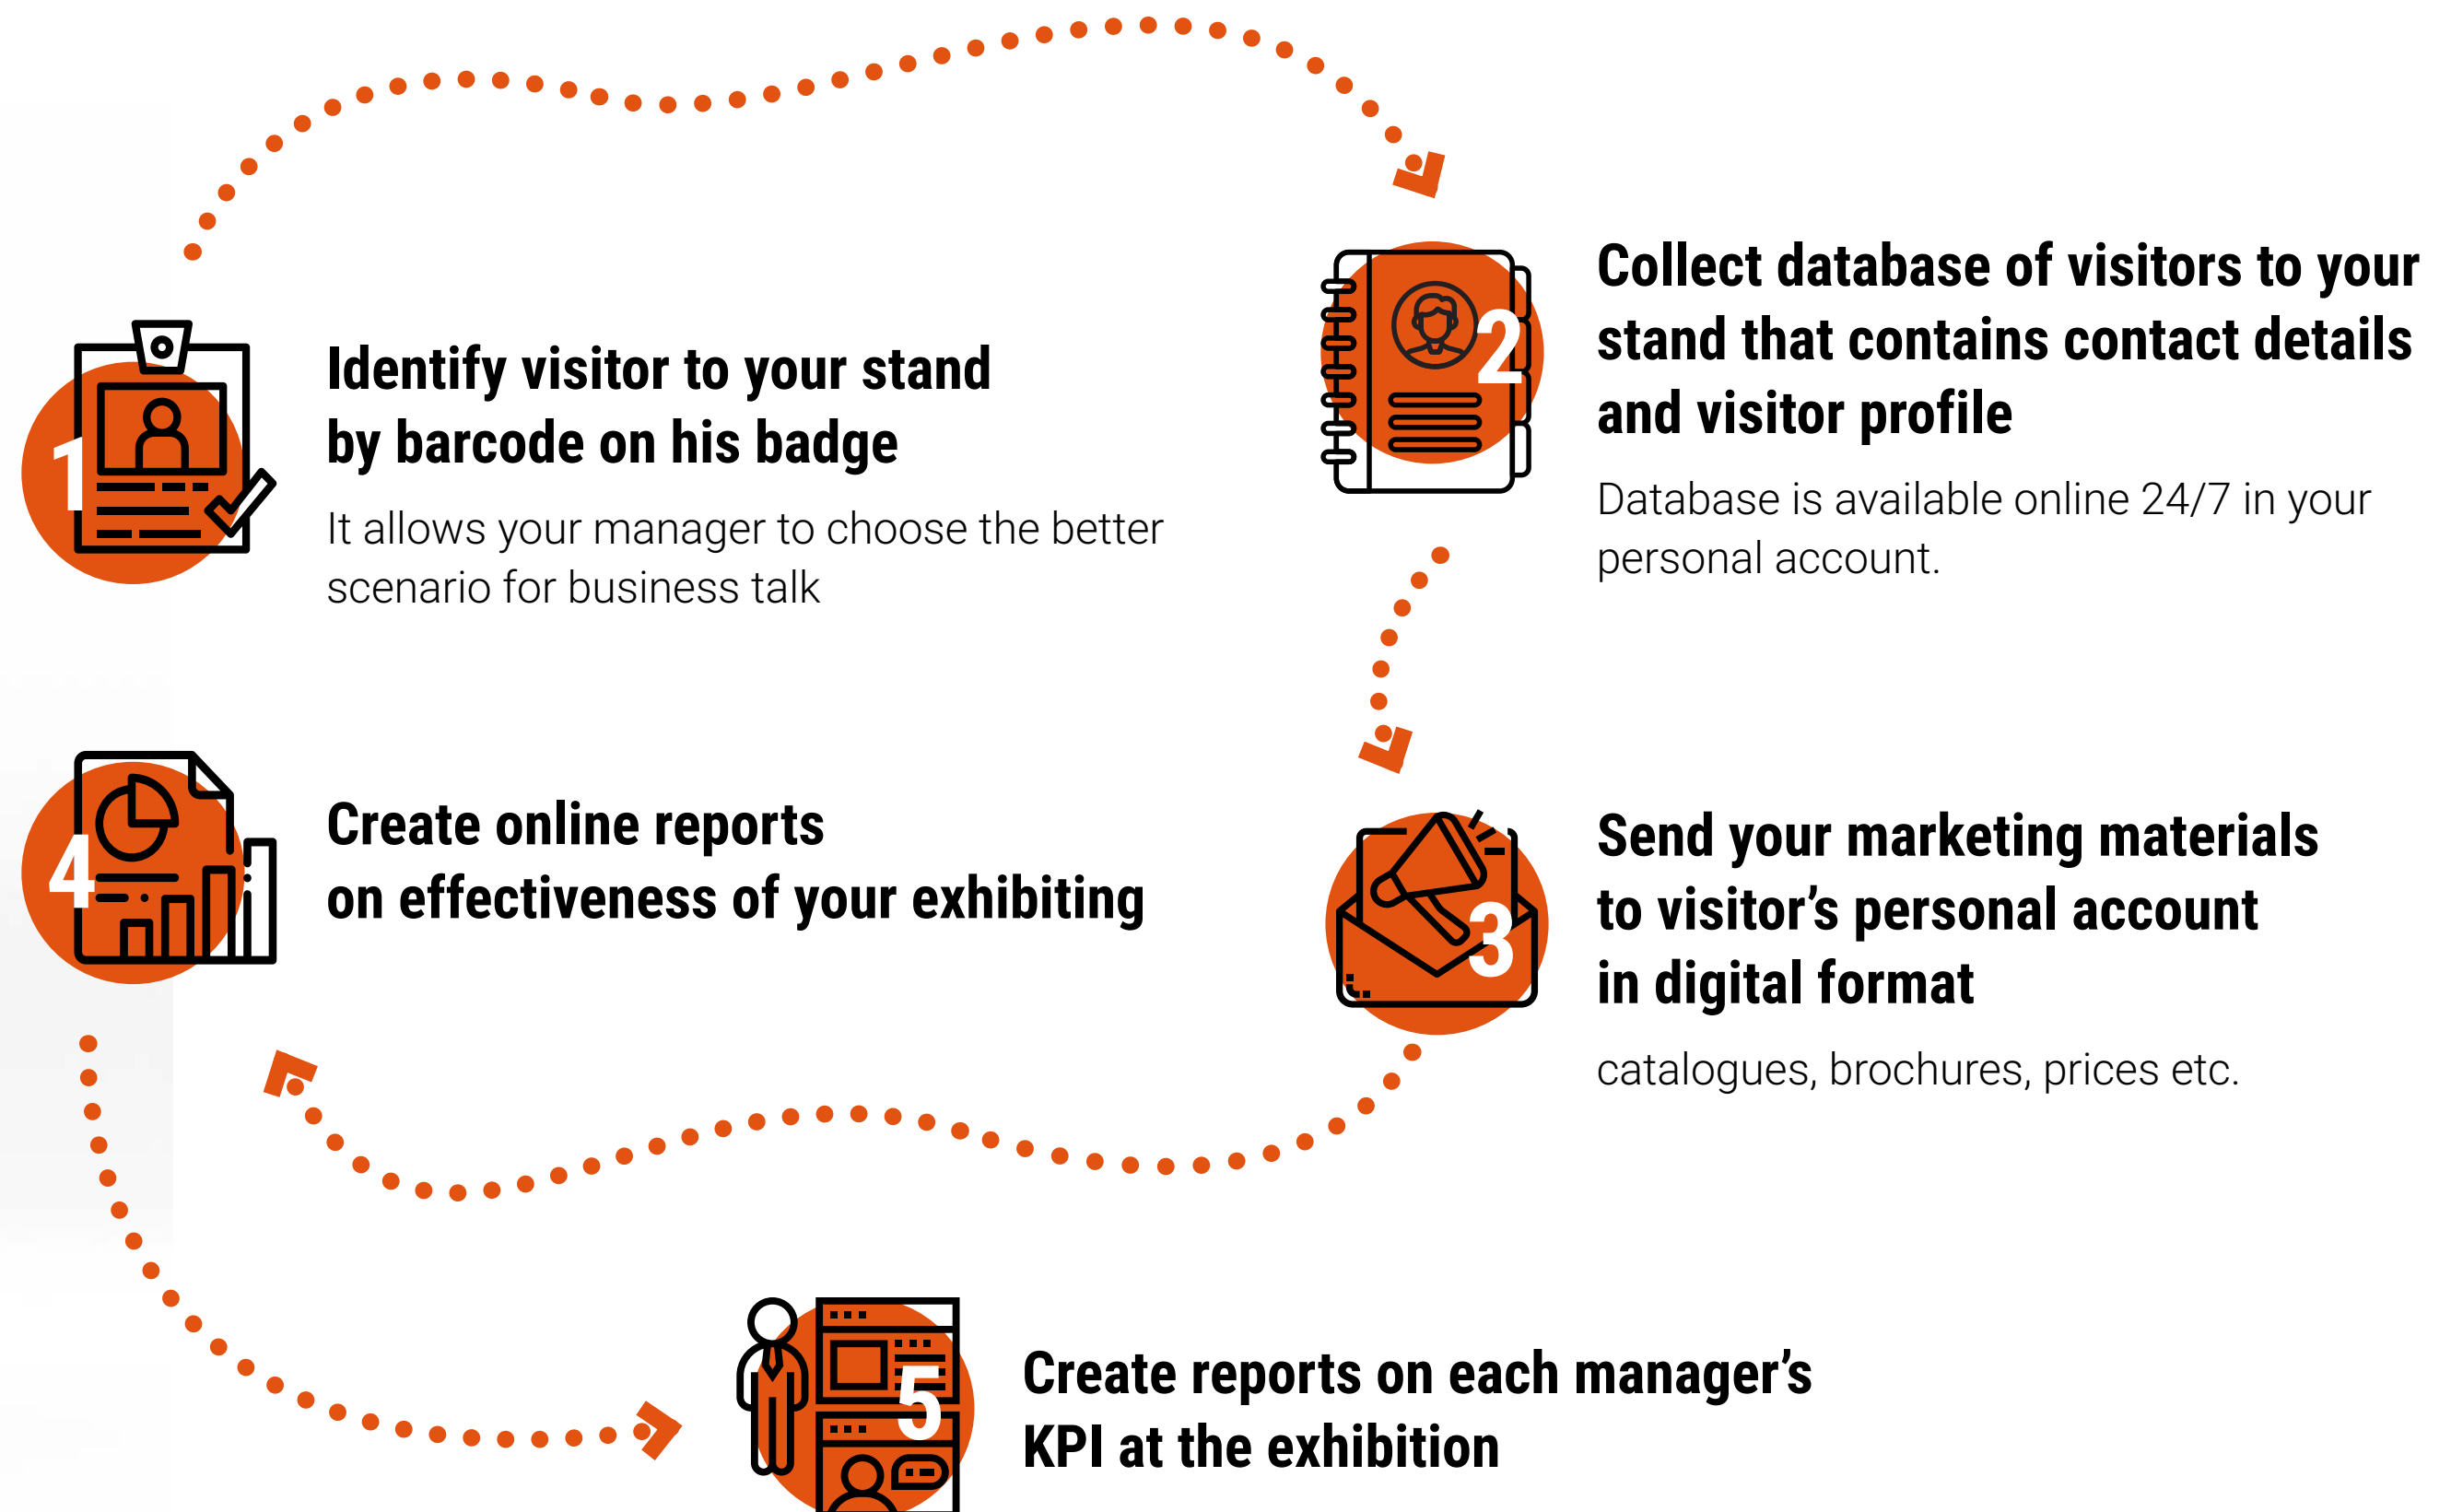 1
Identify visitor to your stand
by barcode on his badge
It allows your manager to choose the better
scenario for business talk
2
Collect database of visitors to your
stand that contains contact details
and visitor profile
Database is available online 24/7 in your
personal account.
3
Send your marketing materials
to visitor’s personal account
in digital format
catalogues, brochures, prices etc.
4
Create online reports
on effectiveness of your exhibiting
5
Create reports on each manager’s
KPI at the exhibition